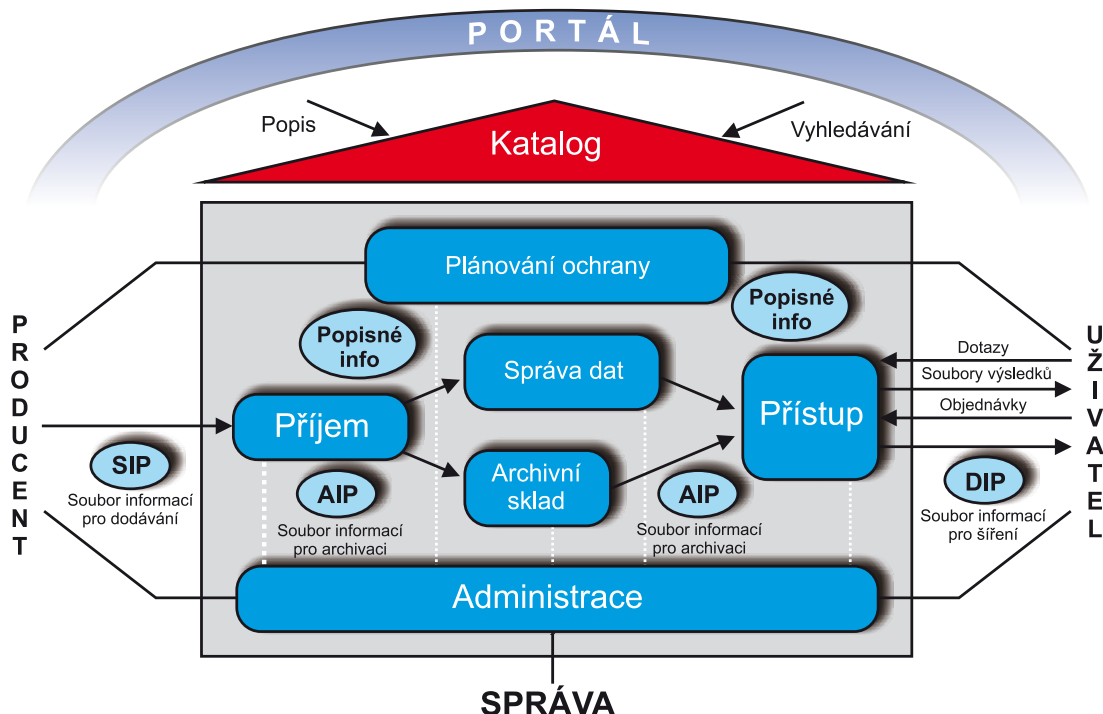 PORTÁL
Popis
Vyhledávání
Katalog
Plánování ochrany
Popisné
info
Popisné
info
PRODUCENT
UŽIVATEL
Správa dat
Dotazy
Soubory výsledků
Objednávky
Příjem
Přístup
SIP
Soubor informací
pro dodávání
AIP
Soubor informací
pro archivaci
Archivní
sklad
AIP
Soubor informací
pro archivaci
DIP
Soubor informací
pro šíření
Administrace
SPRÁVA